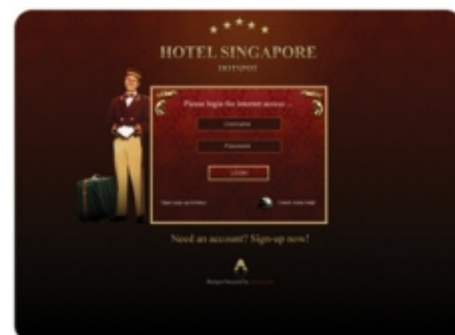 HOTEL SINGAPORE
HOTSPOT
Please login for internet access ...
Username
Password
LOGIN
Need an account? Sign-up now!